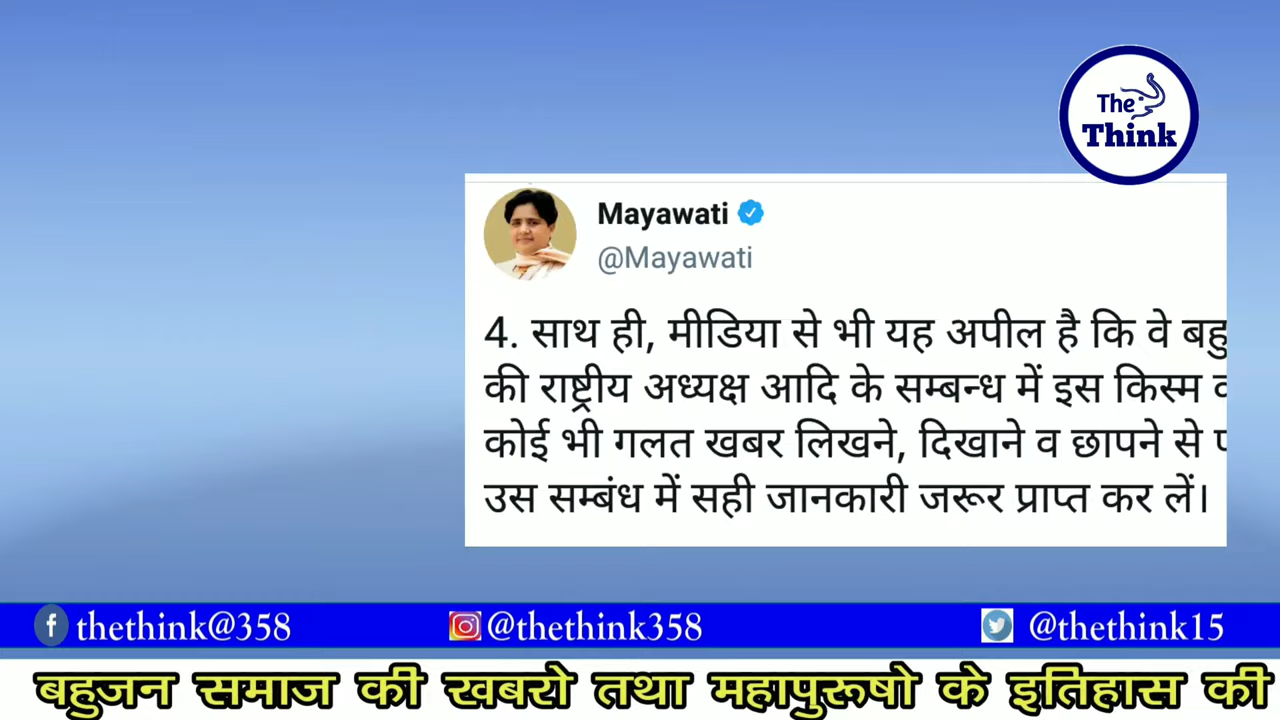 The
Think
Mayawati
@Mayawati
4. साथ ही, मीडिया से भी यह अपील है कि वे
की राष्ट्रीय अध्यक्ष आदि के सम्बन्ध में इस किस्म
कोई भी गलत खबर लिखने, दिखाने व छापने से
उस सम्बंध में सही जानकारी जरूर प्राप्त कर लें।
thethink@358 @thethink358 @thethink15
बहुजन समाज की खबरो तथा महापुरूषो के इतिहास की